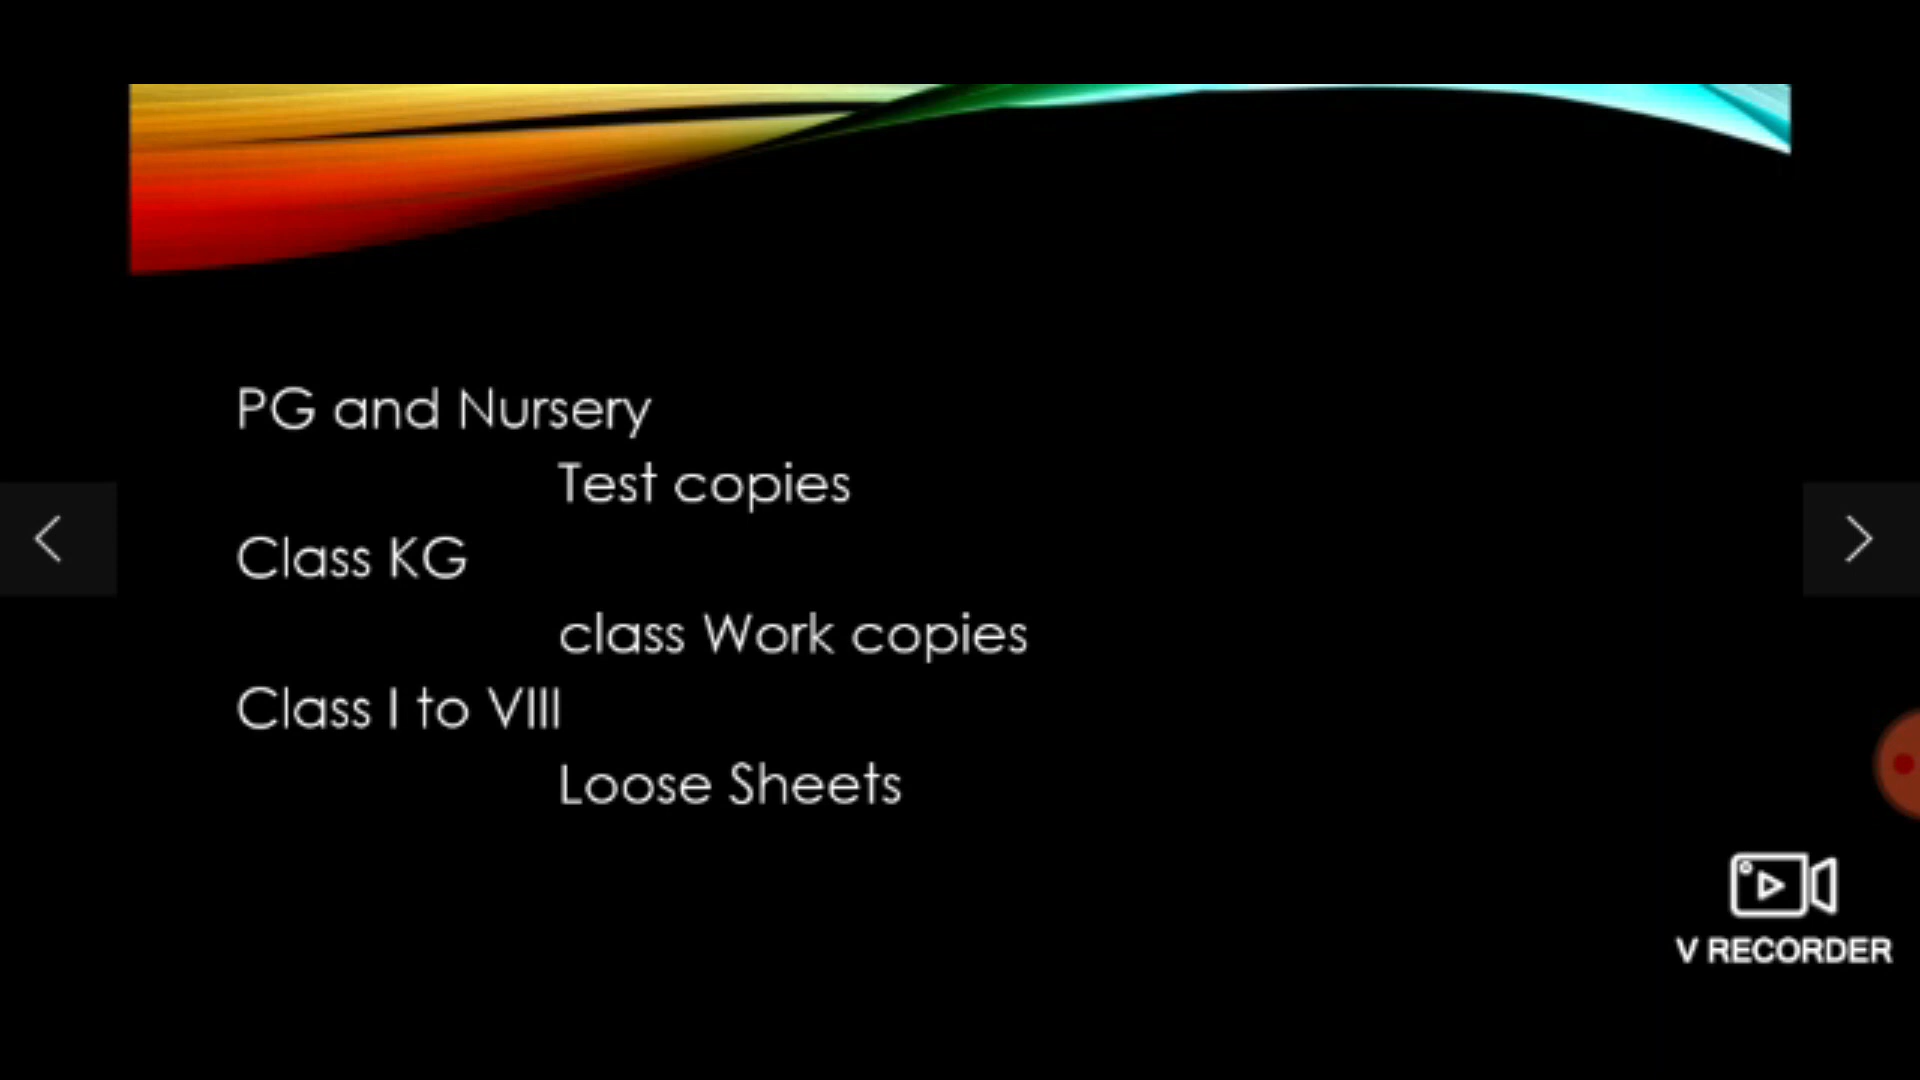 PG and Nursery
Test copies
Class KG
class Work copies
Class I to VIII
Loose Sheets
V RECORDER